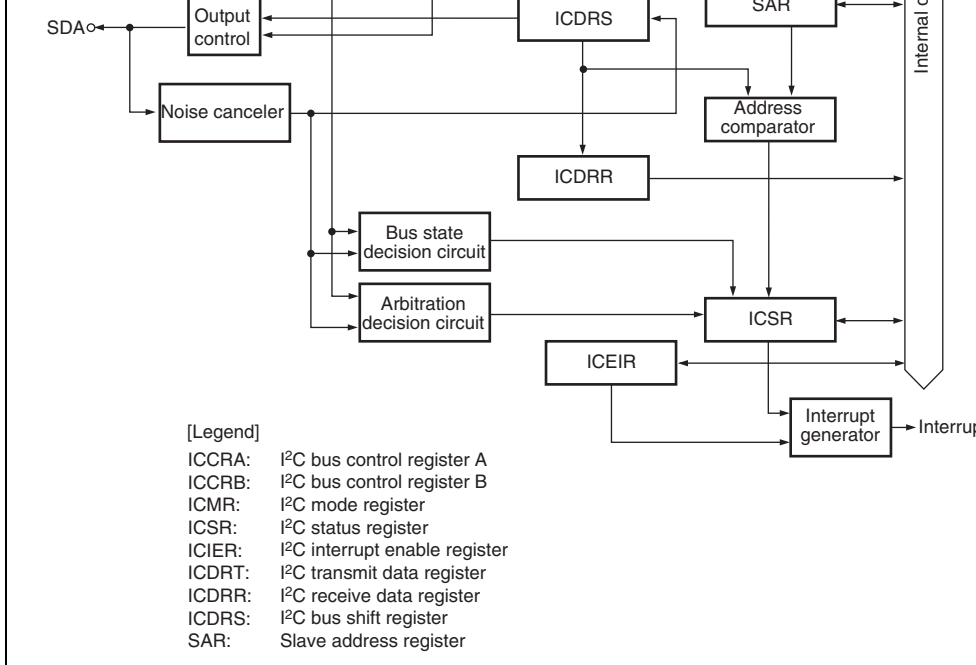 SAR
Output
control
ICDRS
SDA
Internal
Noise canceler
Address
comparator
ICDRR
Bus state
decision circuit
Arbitration
decision circuit
ICSR
ICEIR
Interrupt
generator
Interrup
[Legend]
ICCRA: I²C bus control register A
ICCRB: I²C bus control register B
ICMR: I²C mode register
ICSR: I²C status register
ICIER: I²C interrupt enable register
ICDRT: I²C transmit data register
ICDRR: I²C receive data register
ICDRS: I²C bus shift register
SAR: Slave address register